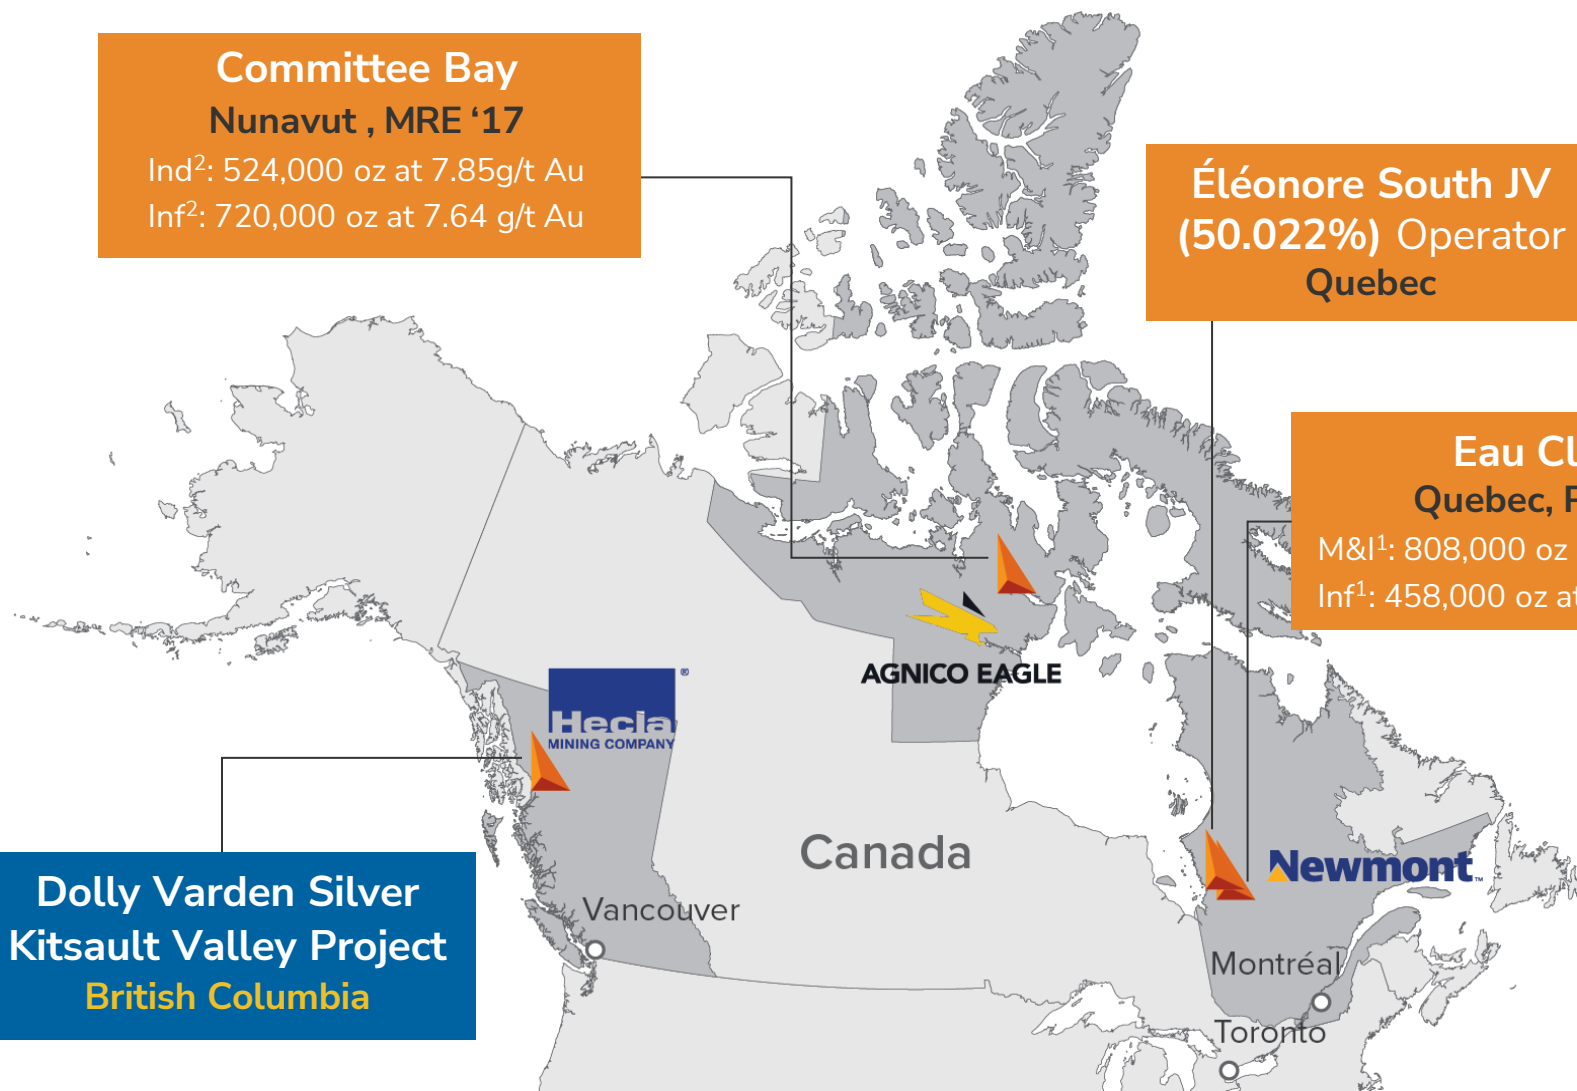 Committee Bay
Nunavut , MRE ‘17
Ind²: 524,000 oz at 7.85g/t Au
Inf²: 720,000 oz at 7.64 g/t Au
Éléonore South JV
(50.022%) Operator
Quebec
Eau Cl
Quebec,
M&I¹: 808,000 oz
Inf¹: 458,000 oz at
AGNICO EAGLE
Hecla ®
MINING COMPANY
Canada
Newmont™
Dolly Varden Silver
Kitsault Valley Project
British Columbia
Vancouver
Montréal
Toronto